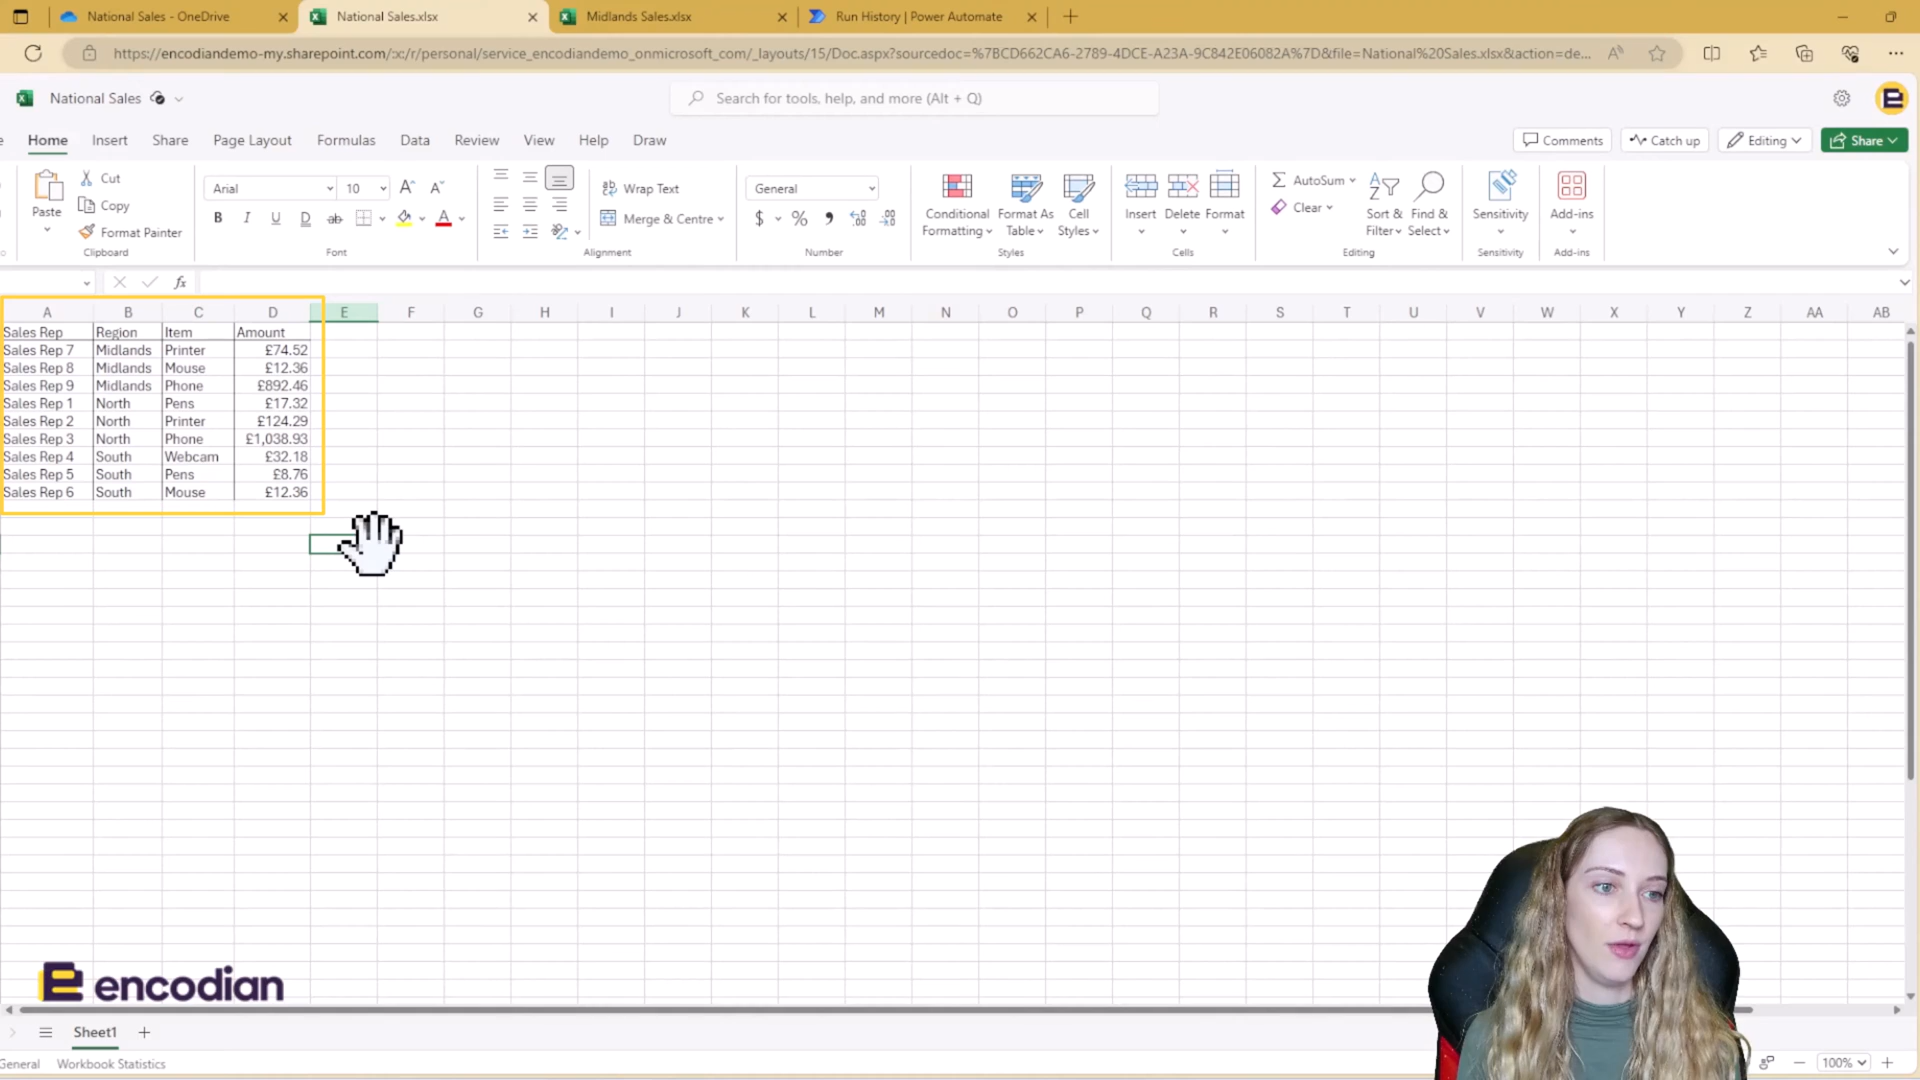 National Sales - OneDrive
National Sales.xlsx
Midlands Sales.xlsx
Run History | Power Automate
https://encodiandemo-my.sharepoint.com/:x:/r/personal/service_encodiandemo_onmicrosoft_com/_layouts/15/Doc.aspx?sourcedoc=%7BCD662CA6-2789-4DCE-A23A-9C842E06082A%7D&file=National%20Sales.xlsx&action=de...
National Sales
Search for tools, help, and more (Alt + Q)
Home Insert Share Page Layout Formulas Data Review View Help Draw
Comments Catch up Editing Share
Paste
Cut
Copy
Format Painter
Clipboard
Arial 10
B I U D ab A
Font
Wrap Text
Merge & Centre
Alignment
General
$ % 
Number
Conditional Formatting
Format As Table
Cell Styles
Styles
Insert Delete Format
Cells
AutoSum
Clear
Sort & Filter
Find & Select
Editing
Sensitivity
Sensitivity
Add-ins
Add-ins
fx
A B C D E F G H I J K L M N O P Q R S T U V W X Y Z AA AB
Sales Rep Region Item Amount
Sales Rep 7 Midlands Printer £74.52
Sales Rep 8 Midlands Mouse £12.36
Sales Rep 9 Midlands Phone £892.46
Sales Rep 1 North Pens £17.32
Sales Rep 2 North Printer £124.29
Sales Rep 3 North Phone £1,038.93
Sales Rep 4 South Webcam £32.18
Sales Rep 5 South Pens £8.76
Sales Rep 6 South Mouse £12.36
encodian
Sheet1
General Workbook Statistics
100%